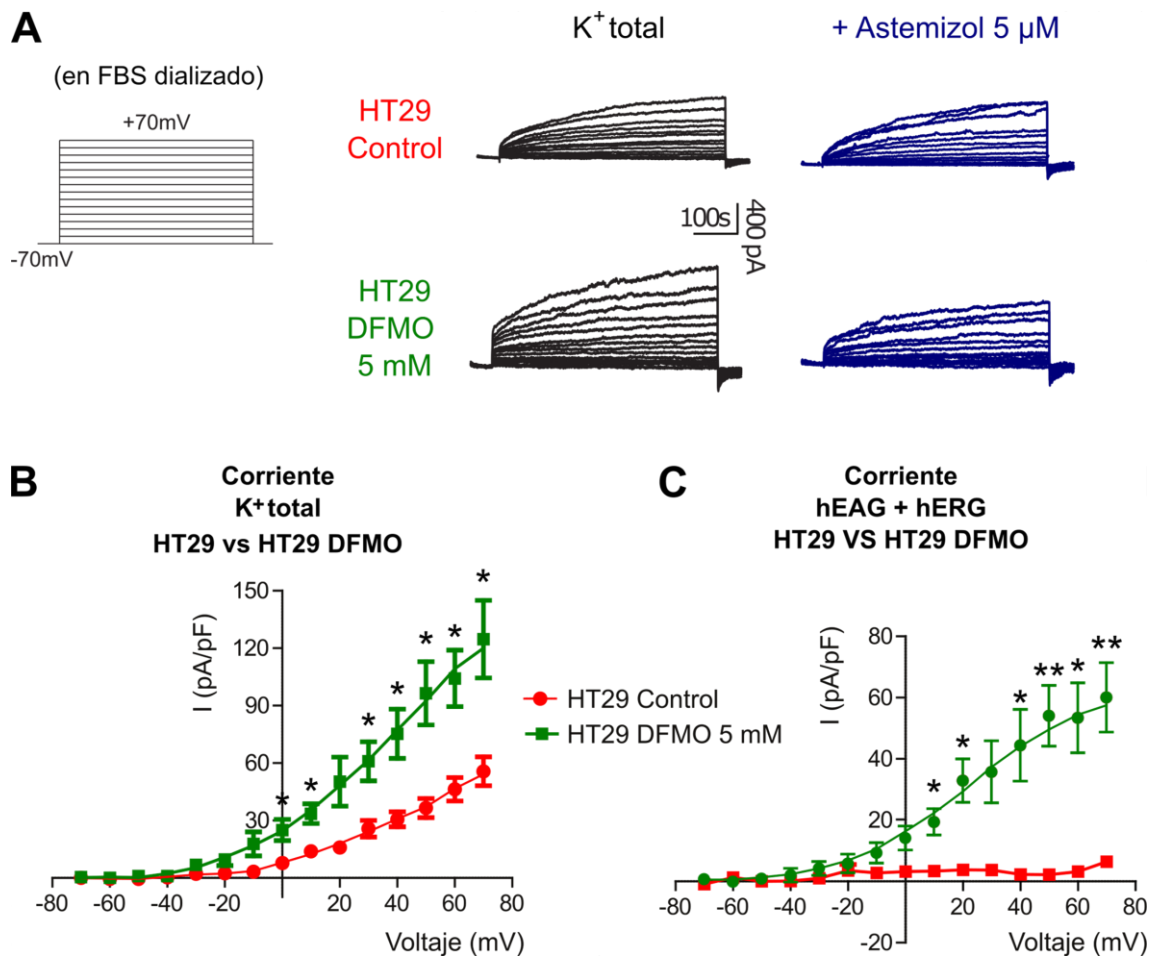 A
(en FBS dializado)
+70mV
-70mV
K+ total
+ Astemizol 5 µM
HT29
Control
100s
400 pA
HT29
DFMO
5 mM
B
Corriente
K+ total
HT29 vs HT29 DFMO
I (pA/pF)
150
120
90
60
30
* * * * * * * *
-80 -60 -40 -20 20 40 60 80
Voltaje (mV)
HT29 Control
HT29 DFMO 5 mM
C
Corriente
hEAG + hERG
HT29 VS HT29 DFMO
I (pA/pF)
80
60
40
20
-20
* * * ** * **
-80 -60 -40 -20 20 40 60 80
Voltaje (mV)